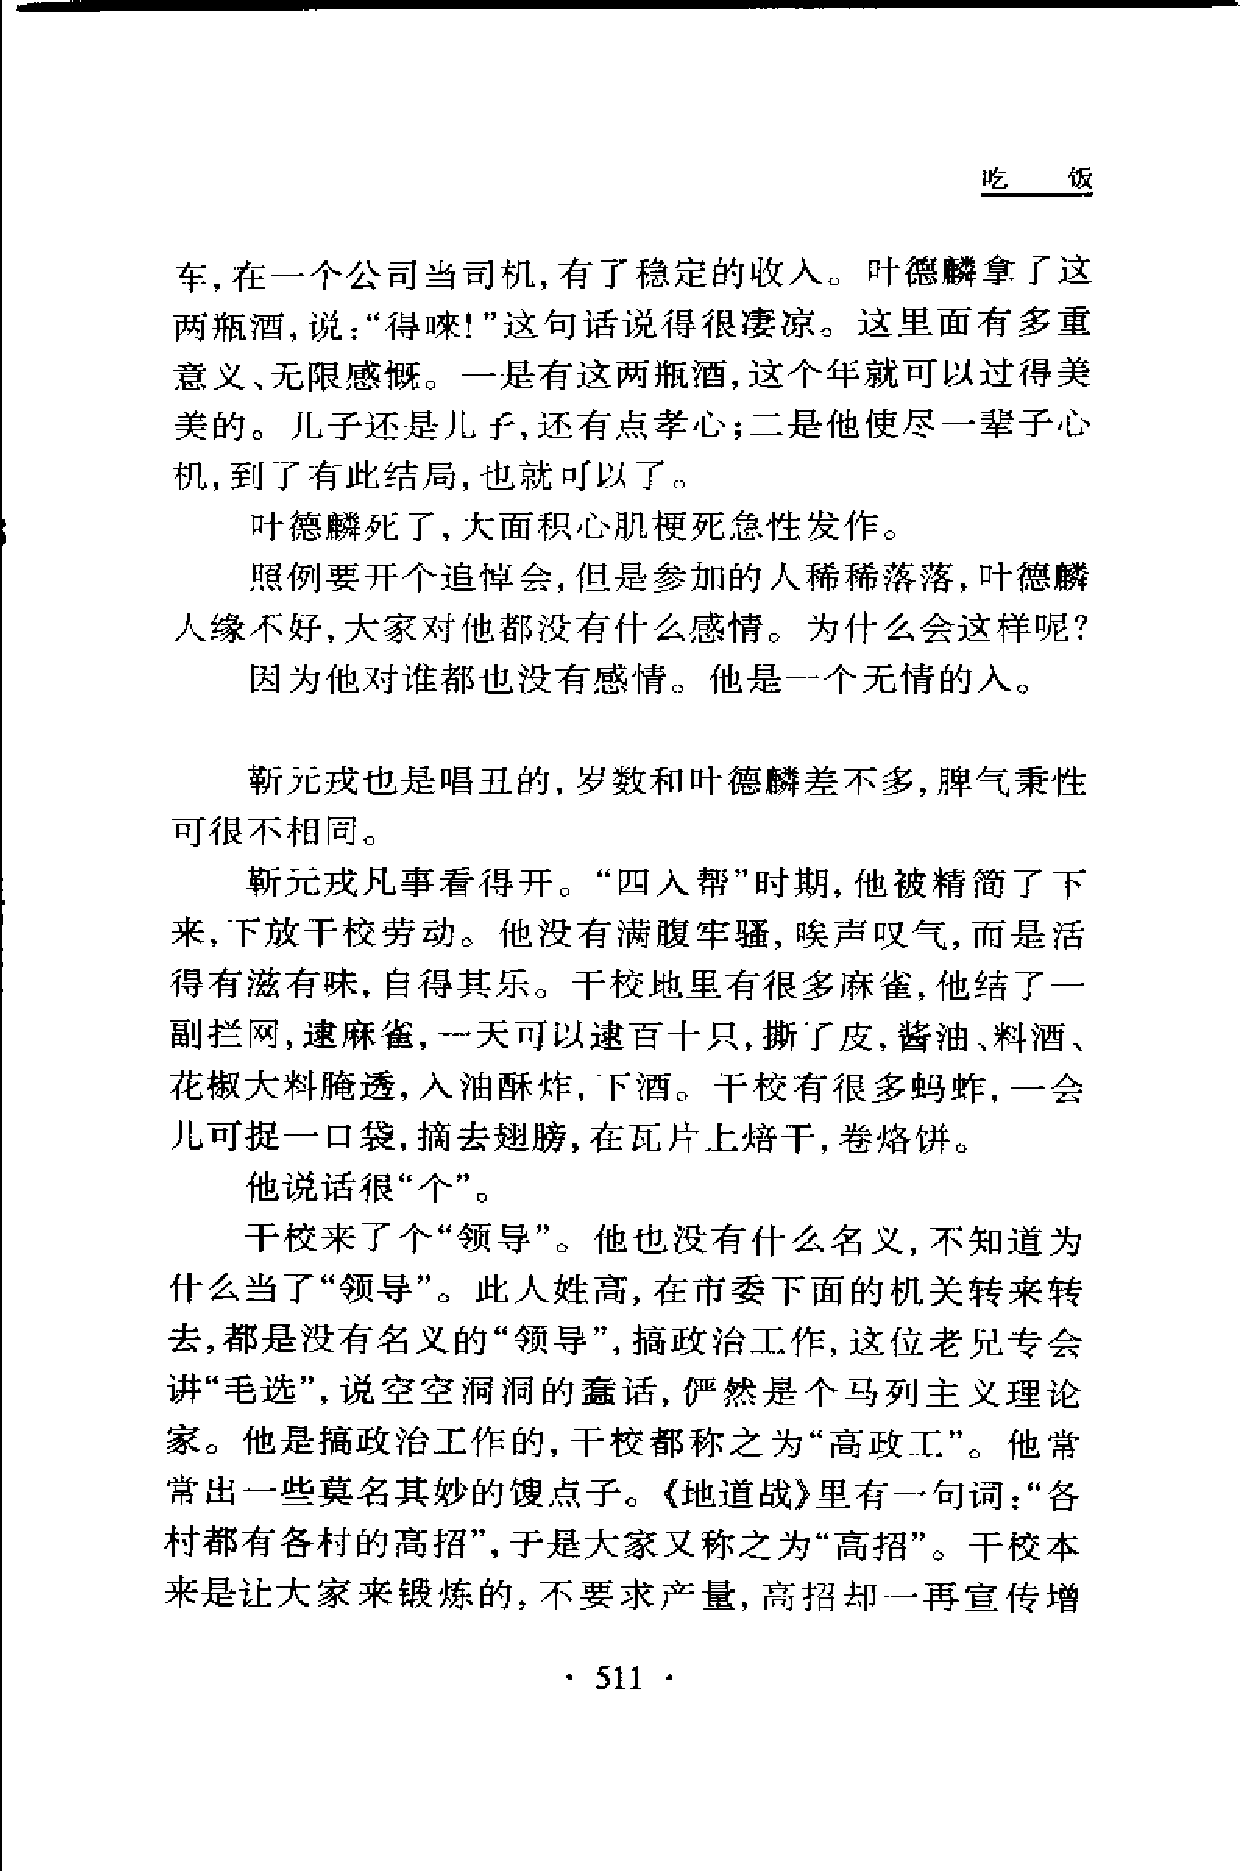 吃 饭
车,在一个公司当司机,有了稳定的收入。叶德麟拿了这
两瓶酒,说:“得唻!”这句话说得很凄凉。这里面有多重
意义、无限感慨。一是有这两瓶酒,这个年就可以过得美
美的。儿子还是儿子,还有点孝心;二是他使尽一辈子心
机,到了有此结局,也就可以了。
叶德麟死了,大面积心肌梗死急性发作。
照例要开个追悼会,但是参加的人稀稀落落,叶德麟
人缘不好,大家对他都没有什么感情。为什么会这样呢?
因为他对谁都也没有感情。他是一个无情的人。
靳元戎也是唱丑的,岁数和叶德麟差不多,脾气秉性
可很不相同。
靳元戎凡事看得开。“四人帮”时期,他被精简了下
来,下放干校劳动。他没有满腹牢骚,唉声叹气,而是活
得有滋有味,自得其乐。干校地里有很多麻雀,他结了一
副拦网,逮麻雀,一天可以逮百十只,撕了皮,酱油、料酒、
花椒大料腌透,入油酥炸,下酒。干校有很多蚂蚱,一会
儿可捉一口袋,摘去翅膀,在瓦片上焙干,卷烙饼。
他说话很“个”。
干校来了个“领导”。他也没有什么名义,不知道为
什么当了“领导”。此人姓高,在市委下面的机关转来转
去,都是没有名义的“领导”,搞政治工作,这位老兄专会
讲“毛选”,说空空洞洞的蠢话,俨然是个马列主义理论
家。他是搞政治工作的,干校都称之为“高政工”。他常
常出一些莫名其妙的馊点子。《地道战》里有一句词:“各
村都有各村的高招”,于是大家又称之为“高招”。干校本
来是让大家来锻炼的,不要求产量,高招却一再宣传增
· 511 ·